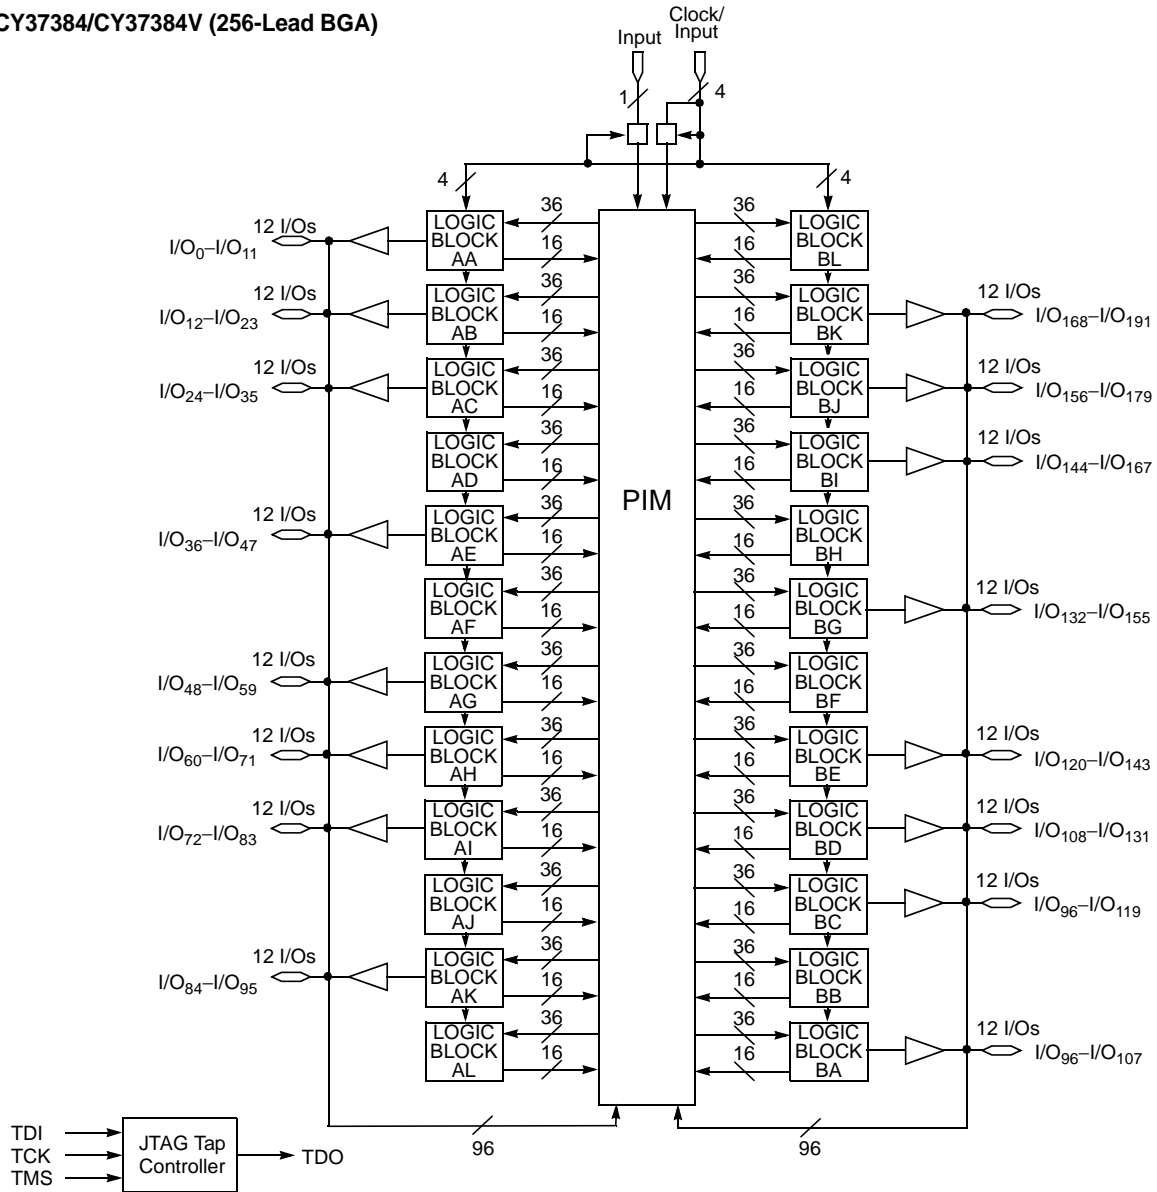 CY37384/CY37384V (256-Lead BGA)
Input
Clock/
Input
1
4
4
4
12 I/Os
I/O0–I/O11
LOGIC
BLOCK
AA
36
16
36
16
LOGIC
BLOCK
BL
12 I/Os
I/O12–I/O23
LOGIC
BLOCK
AB
36
16
36
16
LOGIC
BLOCK
BK
12 I/Os
I/O168–I/O191
12 I/Os
I/O24–I/O35
LOGIC
BLOCK
AC
36
16
36
16
LOGIC
BLOCK
BJ
12 I/Os
I/O156–I/O179
LOGIC
BLOCK
AD
36
16
PIM
36
16
LOGIC
BLOCK
BI
12 I/Os
I/O144–I/O167
12 I/Os
I/O36–I/O47
LOGIC
BLOCK
AE
36
16
36
16
LOGIC
BLOCK
BH
LOGIC
BLOCK
AF
36
16
36
16
LOGIC
BLOCK
BG
12 I/Os
I/O132–I/O155
12 I/Os
I/O48–I/O59
LOGIC
BLOCK
AG
36
16
36
16
LOGIC
BLOCK
BF
12 I/Os
I/O60–I/O71
LOGIC
BLOCK
AH
36
16
36
16
LOGIC
BLOCK
BE
12 I/Os
I/O120–I/O143
12 I/Os
I/O72–I/O83
LOGIC
BLOCK
AI
36
16
36
16
LOGIC
BLOCK
BD
12 I/Os
I/O108–I/O131
LOGIC
BLOCK
AJ
36
16
36
16
LOGIC
BLOCK
BC
12 I/Os
I/O96–I/O119
12 I/Os
I/O84–I/O95
LOGIC
BLOCK
AK
36
16
36
16
LOGIC
BLOCK
BB
LOGIC
BLOCK
AL
36
16
36
16
LOGIC
BLOCK
BA
12 I/Os
I/O96–I/O107
96
96
TDI
TCK
TMS
JTAG Tap
Controller
TDO